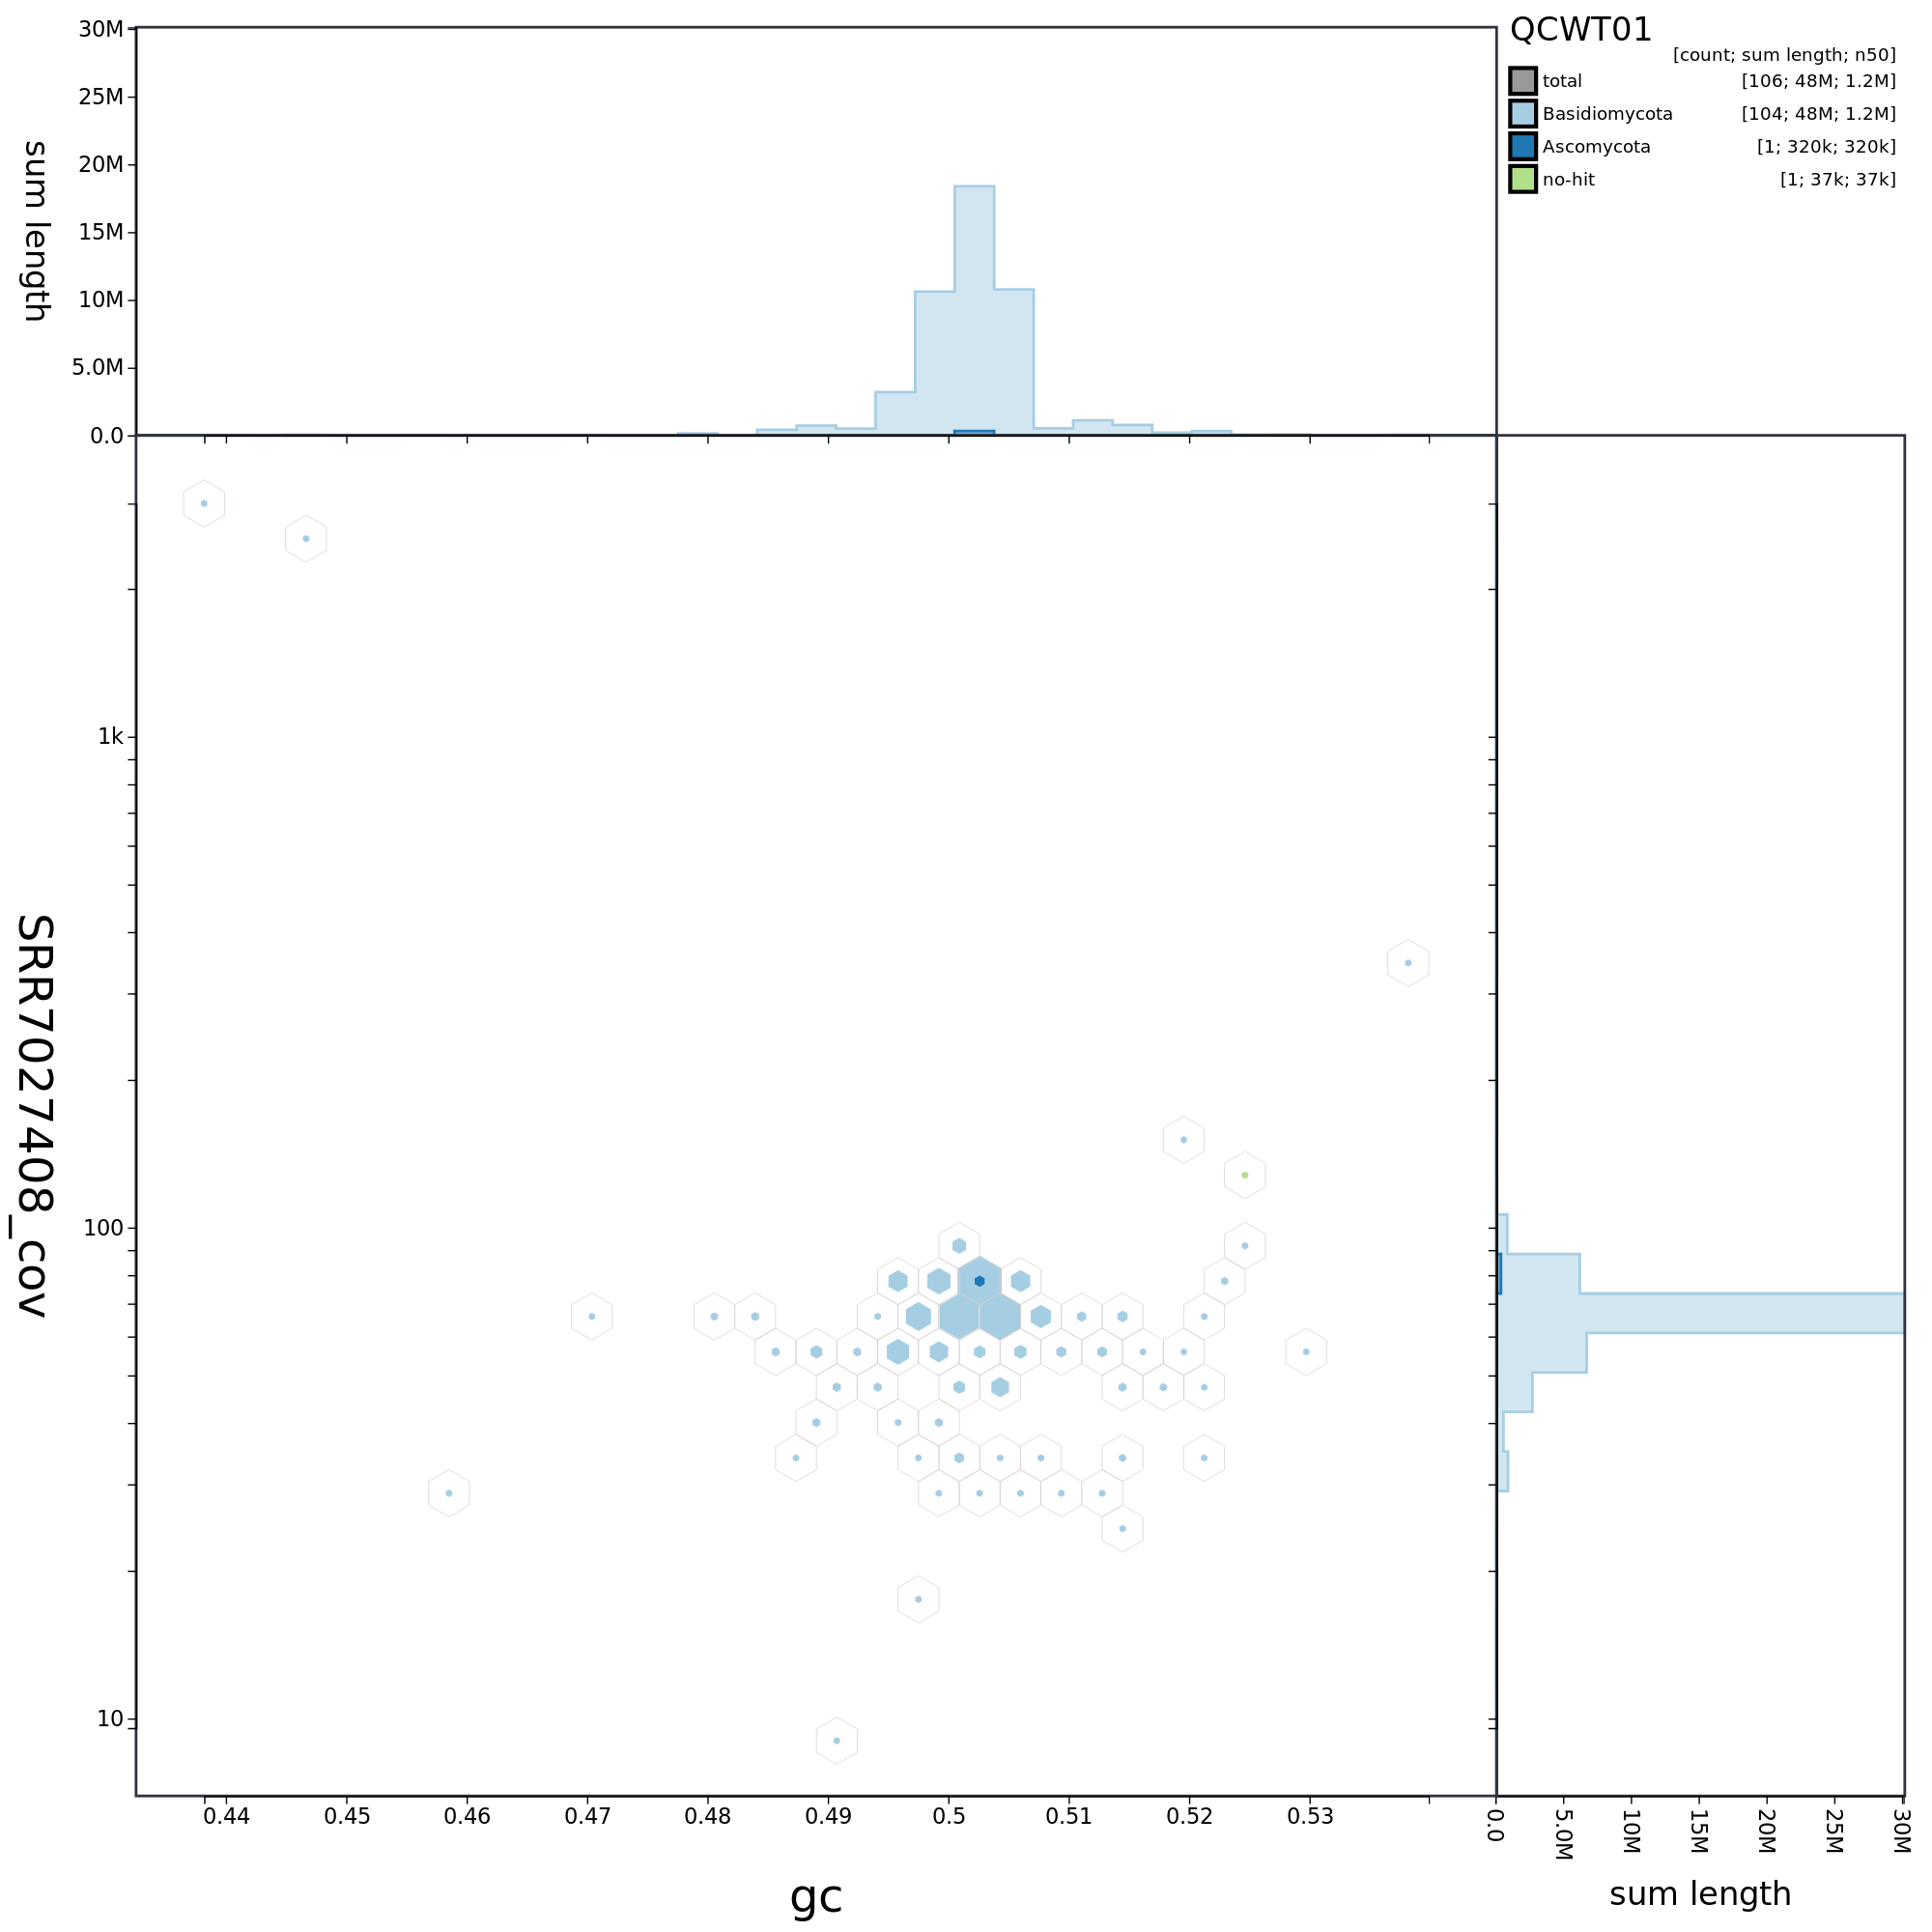 QCWT01
[count; sum length; n50]
total [106; 48M; 1.2M]
Basidiomycota [104; 48M; 1.2M]
Ascomycota [1; 320k; 320k]
no-hit [1; 37k; 37k]
sum length
30M
25M
20M
15M
10M
5.0M
0.0
SRR7027408_cov
1k
100
10
0.44 0.45 0.46 0.47 0.48 0.49 0.5 0.51 0.52 0.53
gc
0.0 5.0M 10M 15M 20M 25M 30M
sum length